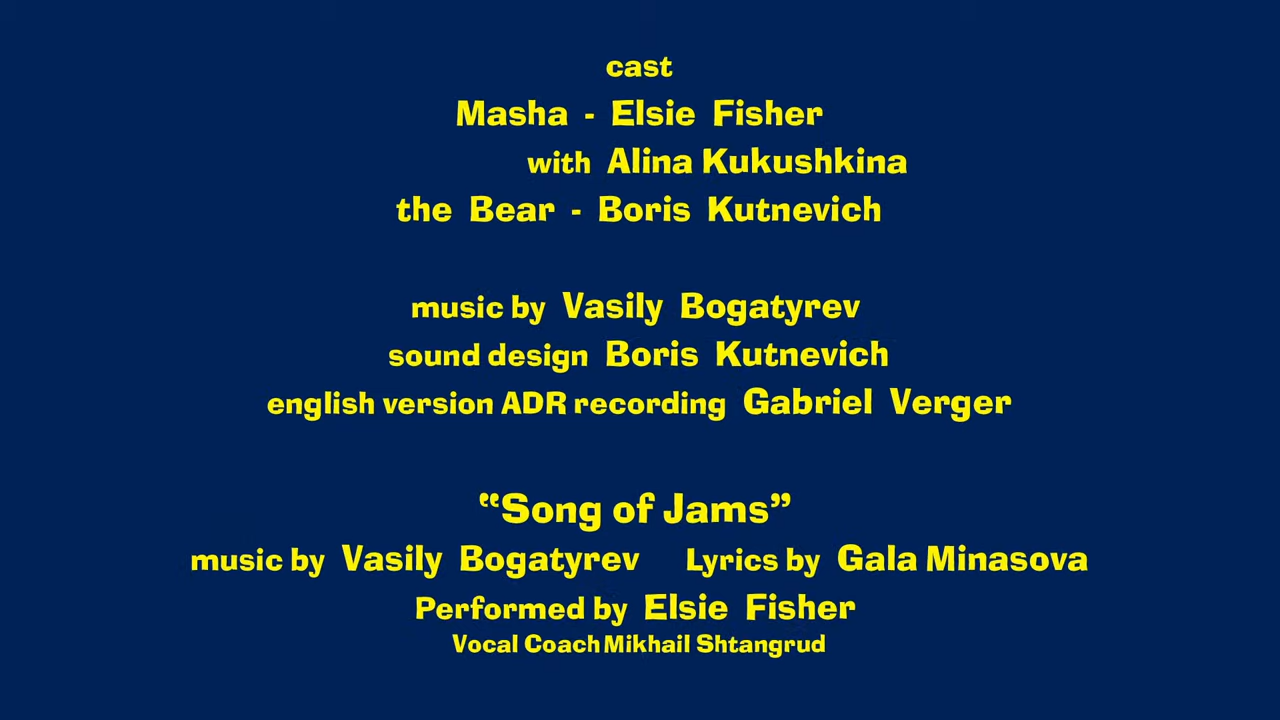 cast
Masha - Elsie Fisher
with Alina Kukushkina
the Bear - Boris Kutnevich
music by Vasily Bogatyrev
sound design Boris Kutnevich
english version ADR recording Gabriel Verger
“Song of Jams”
music by Vasily Bogatyrev Lyrics by Gala Minasova
Performed by Elsie Fisher
Vocal Coach Mikhail Shtangrud